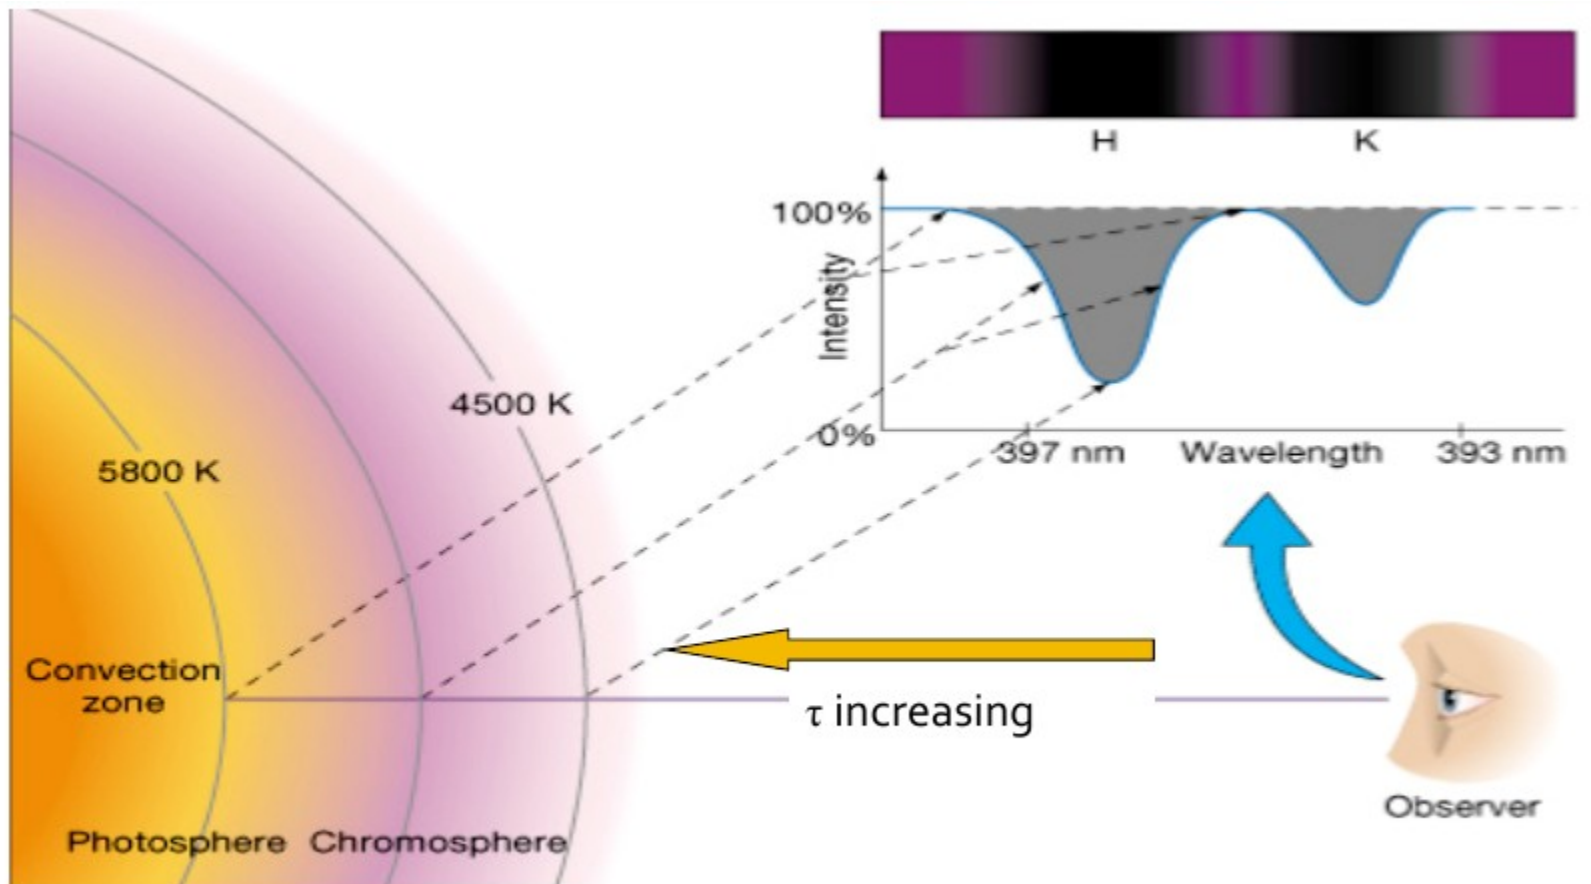 H
K
100%
Intensity
0%
397 nm
Wavelength
393 nm
4500 K
5800 K
Convection
zone
τ increasing
Photosphere
Chromosphere
Observer